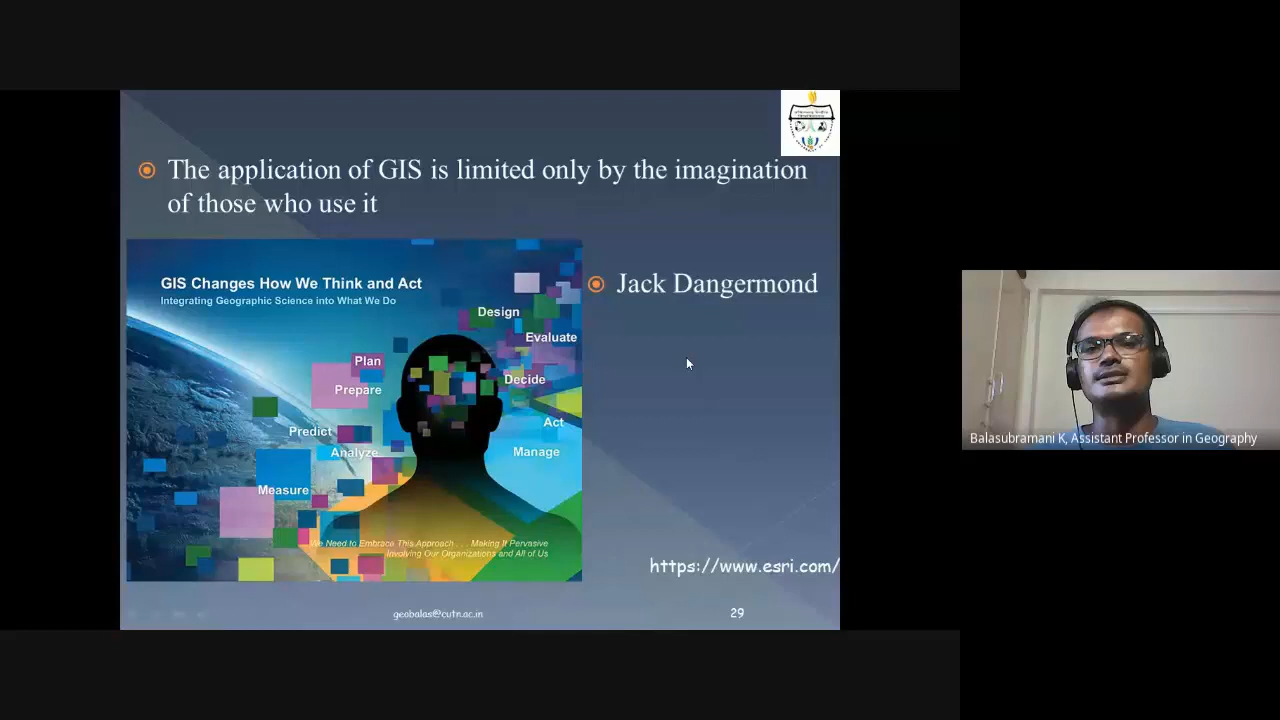 The application of GIS is limited only by the imagination
of those who use it
GIS Changes How We Think and Act
Integrating Geographic Science into What We Do
Jack Dangermond
Design
Evaluate
Plan
Decide
Prepare
Act
Predict
Analyze
Manage
Measure
We Need to Embrace This Approach . . . Making It Pervasive
Involving Our Organizations and All of Us
https://www.esri.com/
geobalas@cutn.ac.in
29
Balasubramani K, Assistant Professor in Geography